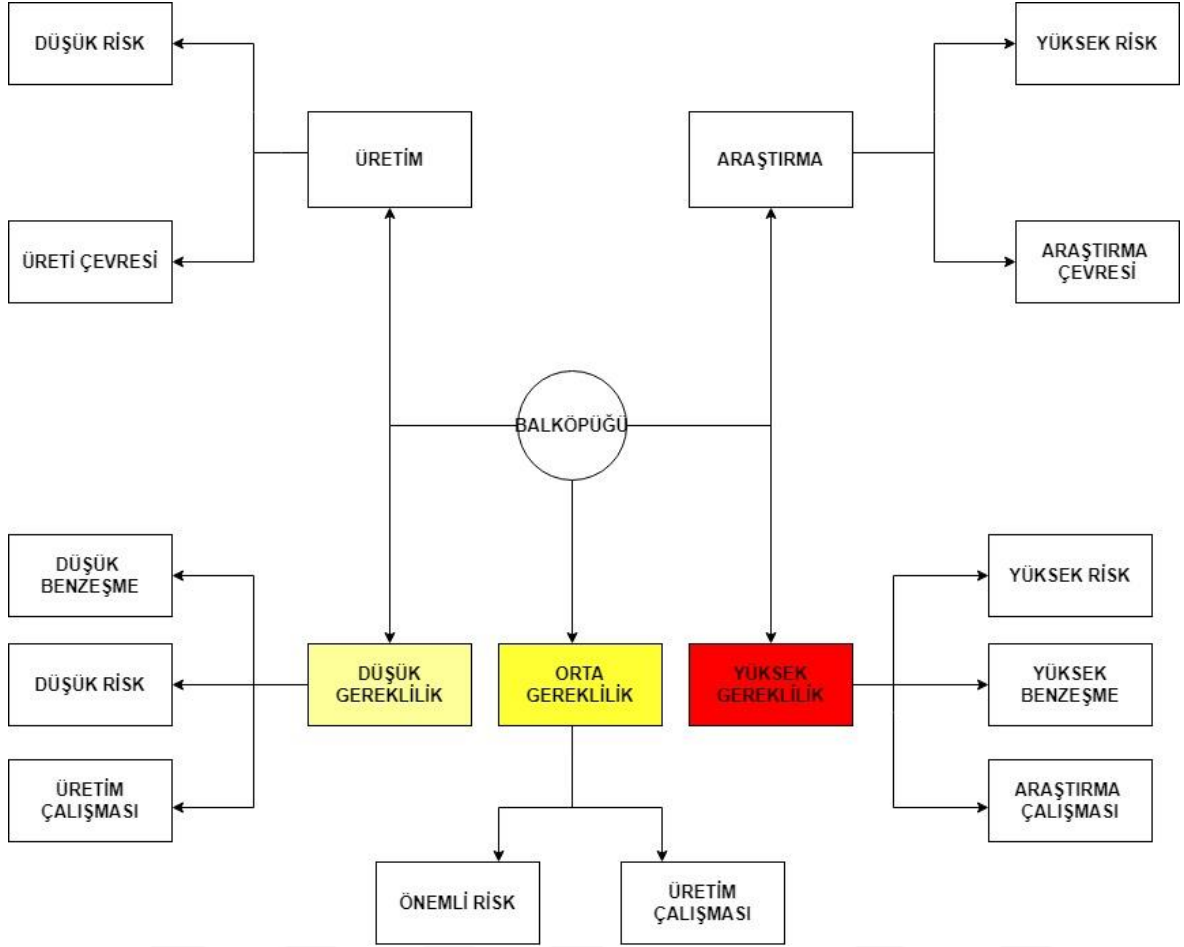 DÜŞÜK RİSK
YÜKSEK RİSK
ÜRETİM
ARAŞTIRMA
ÜRETİ ÇEVRESİ
ARAŞTIRMA
ÇEVRESİ
BALKÖPÜĞÜ
DÜŞÜK
BENZEŞME
YÜKSEK RİSK
DÜŞÜK RİSK
DÜŞÜK
GEREKLİLİK
ORTA
GEREKLİLİK
YÜKSEK
GEREKLİLİK
YÜKSEK
BENZEŞME
ÜRETİM
ÇALIŞMASI
ARAŞTIRMA
ÇALIŞMASI
ÖNEMLİ RİSK
ÜRETİM
ÇALIŞMASI